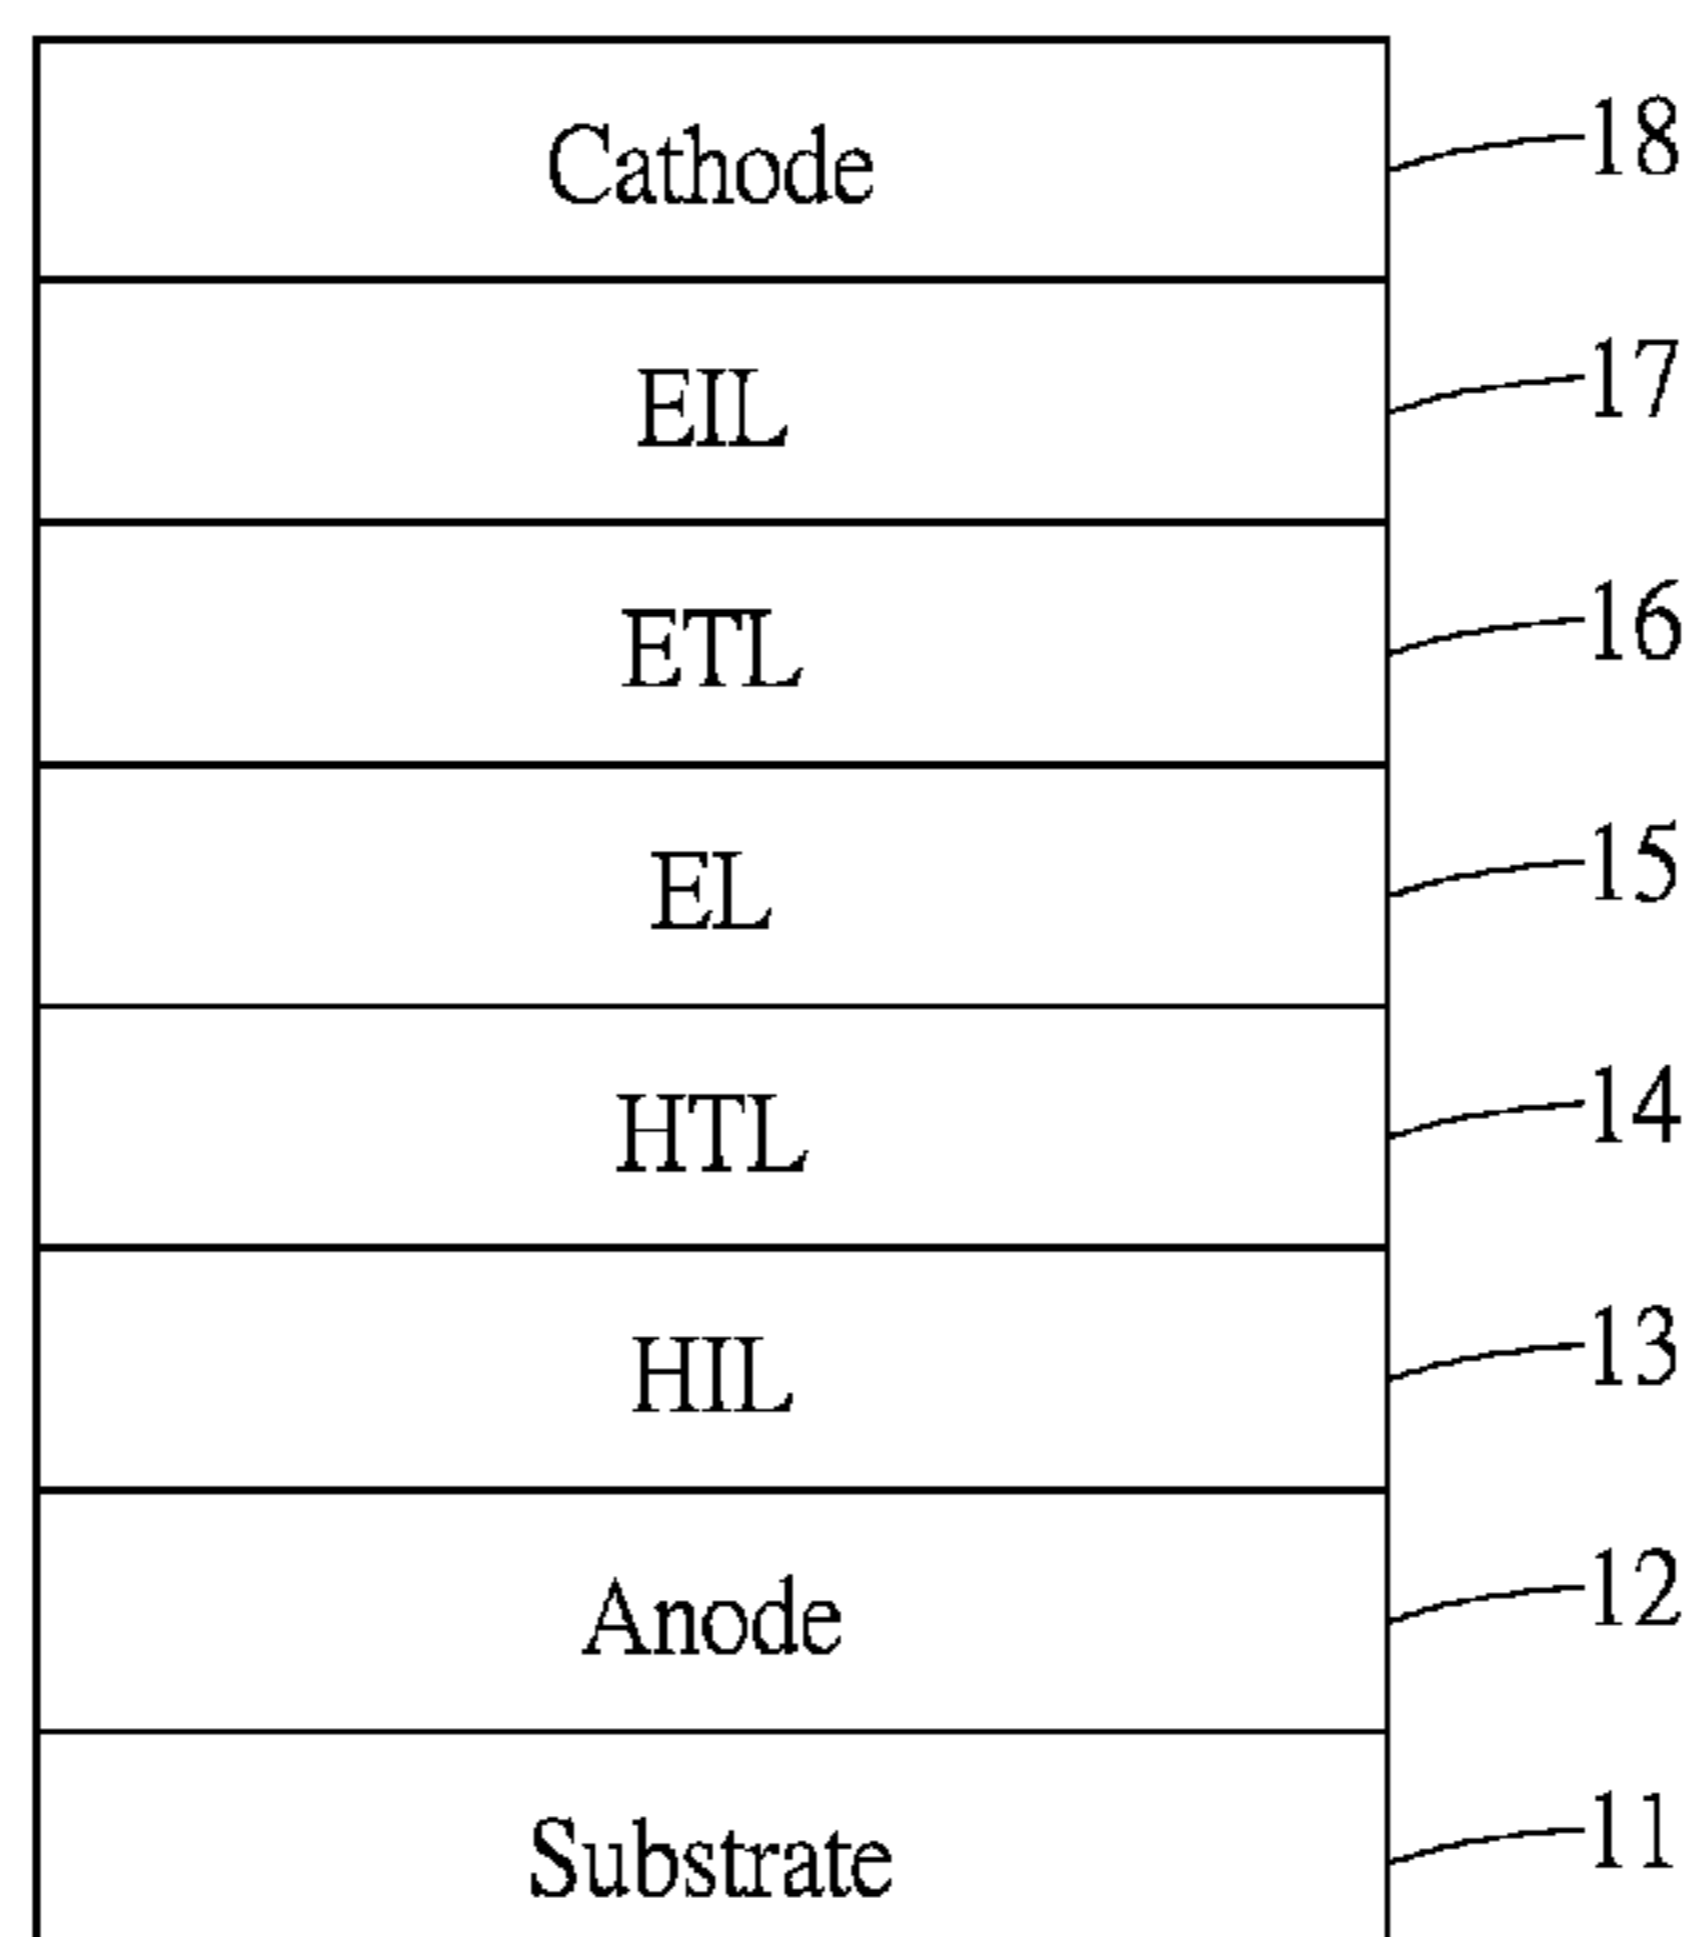 Cathode 18
EIL 17
ETL 16
EL 15
HTL 14
HIL 13
Anode 12
Substrate 11